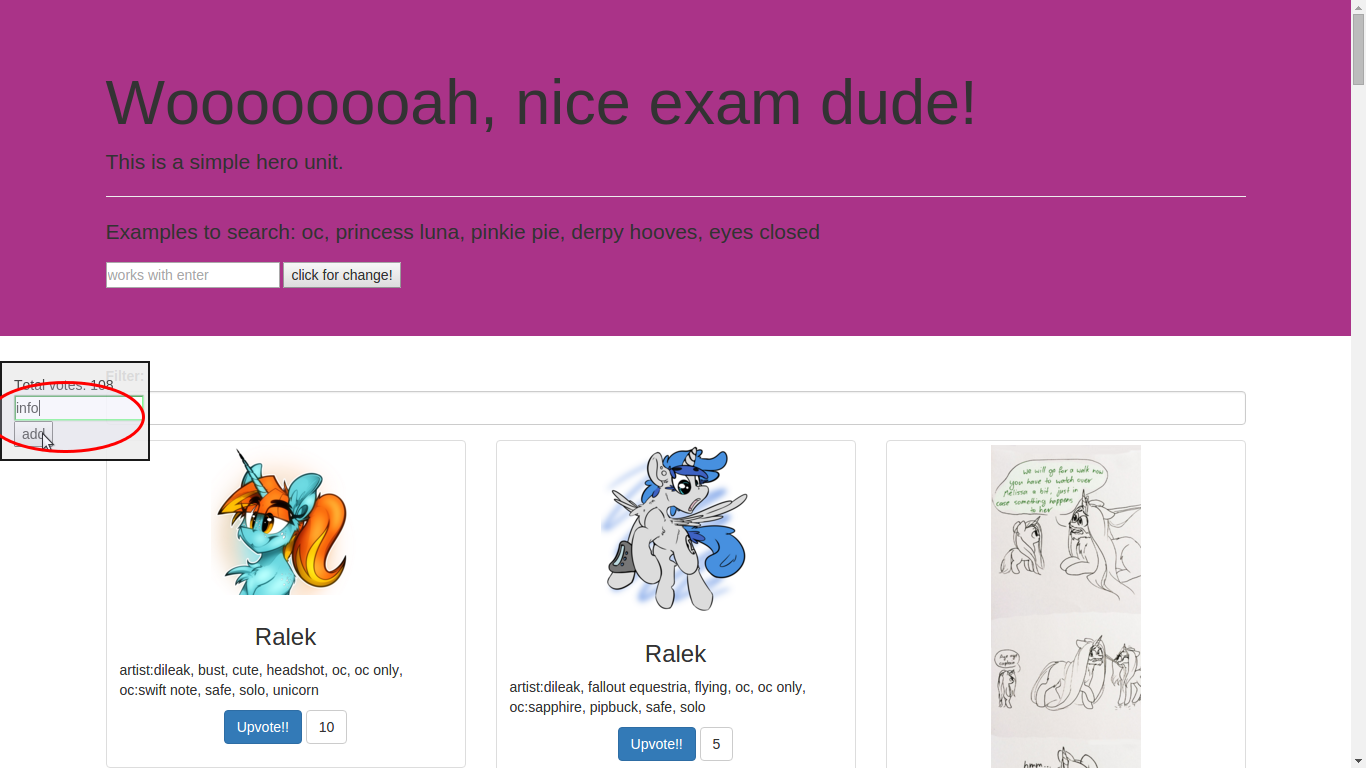 Wooooooooah, nice exam dude!
This is a simple hero unit.
Examples to search: oc, princess luna, pinkie pie, derpy hooves, eyes closed
works with enter click for change!
Filter:
Total votes: 108
info
add
Ralek
artist:dileak, bust, cute, headshot, oc, oc only,
oc:swift note, safe, solo, unicorn
Upvote!! 10
Ralek
artist:dileak, fallout equestria, flying, oc, oc only,
oc:sapphire, pipbuck, safe, solo
Upvote!! 5
we will go for a walk now
you have to watch over
Melissa a bit, just in
case something happens
to her
hmm...